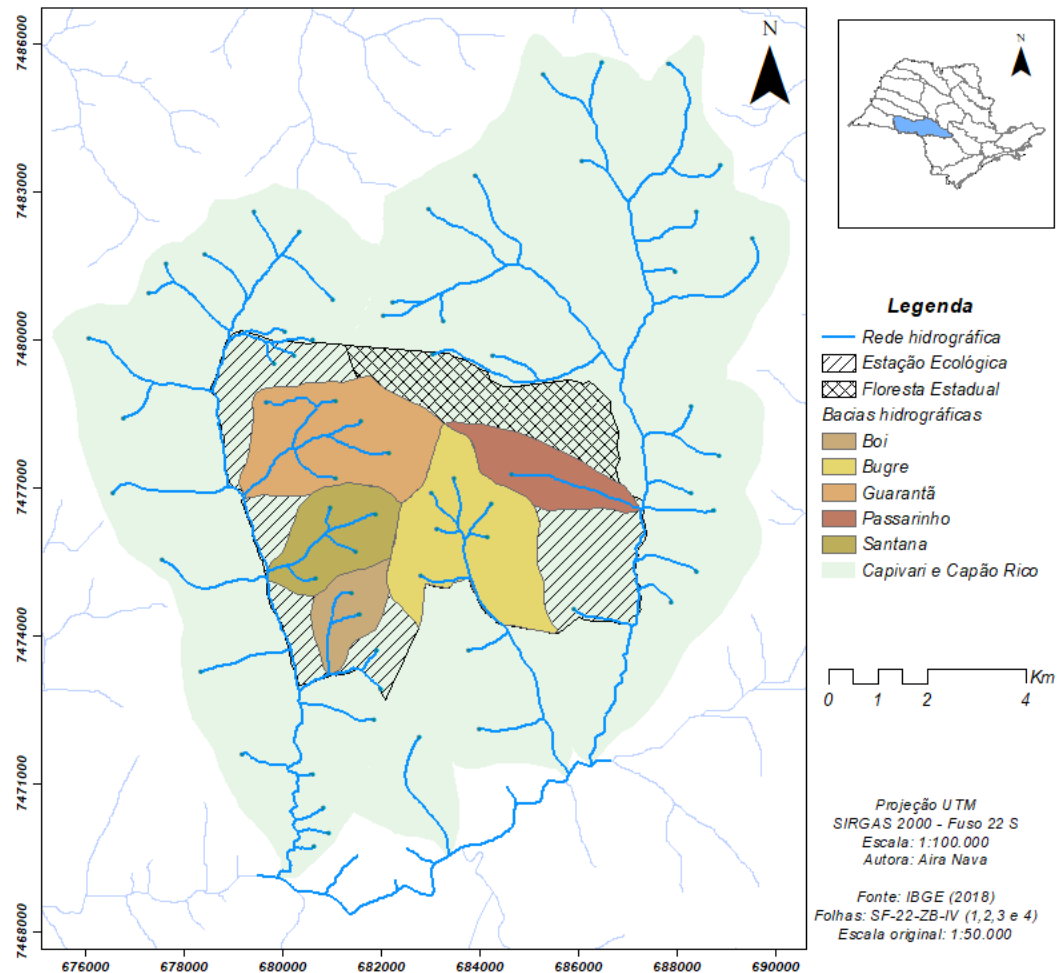 7486000
7483000
7480000
7477000
7474000
7471000
7468000
676000
678000
680000
682000
684000
686000
688000
690000
N
N
Legenda
Rede hidrográfica
Estação Ecológica
Floresta Estadual
Bacias hidrográficas
Boi
Bugre
Guarantã
Passarinho
Santana
Capivari e Capão Rico
Km
0 1 2 4
Projeção UTM
SIRGAS 2000 - Fuso 22 S
Escala: 1:100.000
Autora: Aira Nava
Fonte: IBGE (2018)
Folhas: SF-22-ZB-IV (1,2,3 e 4)
Escala original: 1:50.000